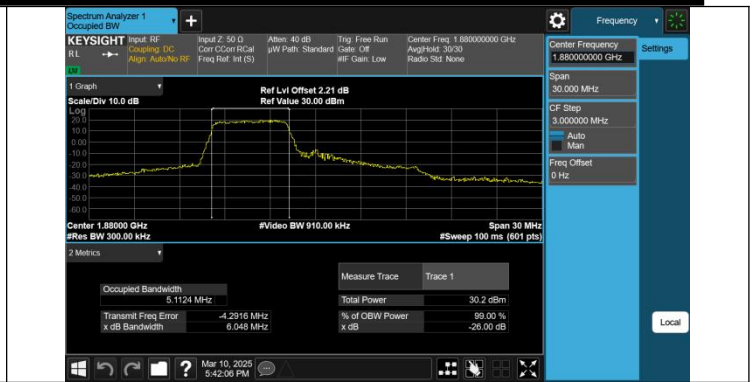 Spectrum Analyzer 1
Occupied BW
Frequency
KEYSIGHT
RL
Input: RF
Coupling: DC
Align: Auto/No RF
Input Z: 50 Ω
Corr CCorr RCal
Freq Ref: Int (S)
Atten: 40 dB
µW Path: Standard
Trig: Free Run
Gate: Off
#IF Gain: Low
Center Freq: 1.880000000 GHz
Avg|Hold: 30/30
Radio Std: None
Center Frequency
1.880000000 GHz
Settings
Span
30.000 MHz
CF Step
3.000000 MHz
Auto
Man
Freq Offset
0 Hz
Local
1 Graph
Scale/Div 10.0 dB
Ref Lvl Offset 2.21 dB
Ref Value 30.00 dBm
Log
20.0
10.0
0.00
-10.0
-20.0
-30.0
-40.0
-50.0
-60.0
Center 1.88000 GHz
#Video BW 910.00 kHz
Span 30 MHz
#Res BW 300.00 kHz
#Sweep 100 ms (601 pts)
2 Metrics
Measure Trace Trace 1
Occupied Bandwidth
5.1124 MHz
Total Power 30.2 dBm
Transmit Freq Error -4.2916 MHz
% of OBW Power 99.00 %
x dB Bandwidth 6.048 MHz
x dB -26.00 dB
?
Mar 10, 2025
5:42:06 PM